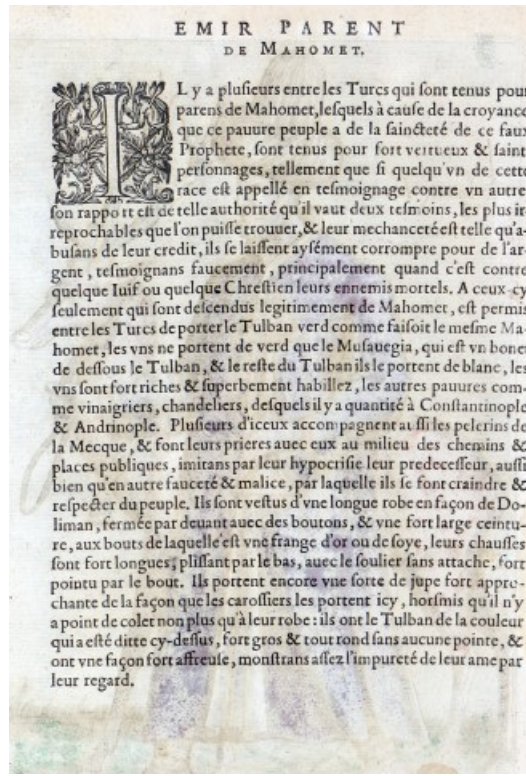 EMIR PARENT
DE MAHOMET.
IL y a plusieurs entre les Turcs qui sont tenus pour
parens de Mahomet, lesquels à cause de la croyance
que ce pauure peuple a de la saincteté de ce faux
Prophete, sont tenus pour fort vertueux & saints
personnages, tellement que si quelqu'vn de cette
race est appellé en tesmoignage contre vn autre,
son rapport est de telle authorité qu'il vaut deux tesmoins, les plus ir-
reprochables que l'on puisse trouuer, & leur mechanceté est telle qu'a-
busans de leur credit, ils se laissent aysément corrompre pour de l'ar-
gent, tesmoignans faucement, principalement quand c'est contre
quelque Iuif ou quelque Chrestien leurs ennemis mortels. A ceux-cy
seulement qui sont descendus legitimement de Mahomet, est permis
entre les Turcs de porter le Tulban verd comme faisoit le mesme Ma-
homet, les vns ne portent de verd que le Musauegia, qui est vn bonet
de dessous le Tulban, & le reste du Tulban ils le portent de blanc, les
vns sont fort riches & superbement habillez, les autres pauures com-
me vinaigriers, chandeliers, desquels il y a quantité à Constantinople
& Andrinople. Plusieurs d'iceux accompagnent aussi les pelerins de
la Mecque, & font leurs prieres auec eux au milieu des chemins &
places publiques, imitans par leur hypocrisie leur predecesseur, aussi
bien qu'en autre fauceté & malice, par laquelle ils se font craindre &
respecter du peuple. Ils sont vestus d'vne longue robe en façon de Do-
liman, fermée par deuant auec des boutons, & vne fort large ceintu-
re, aux bouts de laquelle est vne frange d'or ou de soye, leurs chausses
sont fort longues, plissant par le bas, auec le soulier sans attache, fort
pointu par le bout. Ils portent encore vne sorte de jupe fort appro-
chante de la façon que les carossiers les portent icy, horsmis qu'il n'y
a point de colet non plus qu'à leur robe : ils ont le Tulban de la couleur
qui a esté ditte cy-dessus, fort gros & tout rond sans aucune pointe, &
ont vne façon fort affreuse, monstrans assez l'impureté de leur ame par
leur regard.